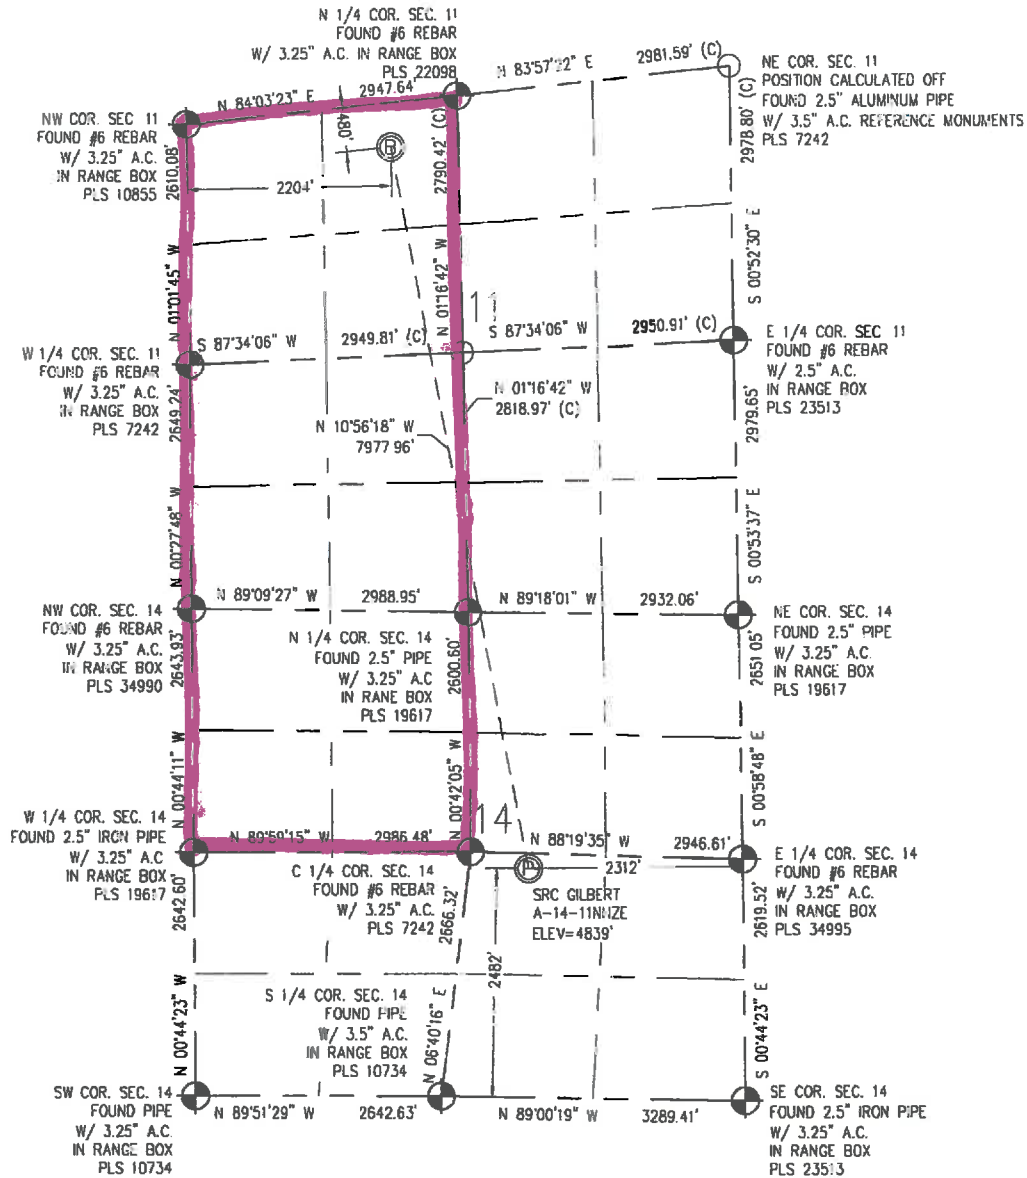 N 1/4 COR. SEC. 11
FOUND #6 REBAR
W/ 3.25" A.C. IN RANGE BOX
PLS 22098
N 84'03'23" E
2947.64'
N 83'57'22" E
2981.59' (C)
NE COR. SEC. 11
POSITION CALCULATED OFF
FOUND 2.5" ALUMINUM PIPE
W/ 3.5" A.C. REFERENCE MONUMENTS
PLS 7242
NW COR. SEC 11
FOUND #6 REBAR
W/ 3.25" A.C.
IN RANGE BOX
PLS 10855
2610.08'
480'
B
2204'
2790.42' (C)
2978.80' (C)
N 01'01'45" W
N 01'16'42" W
S 00'52'30" E
11
W 1/4 COR. SEC. 11
FOUND #6 REBAR
W/ 3.25" A.C.
IN RANGE BOX
PLS 7242
S 87'34'06" W
2949.81' (C)
S 87'34'06" W
2950.91' (C)
E 1/4 COR. SEC 11
FOUND #6 REBAR
W/ 2.5" A.C.
IN RANGE BOX
PLS 23513
2649.24'
N 01'16'42" W
2818.97' (C)
N 10'56'18" W
7977.96'
2979.65'
N 00'27'48" W
S 00'53'37" E
NW COR. SEC. 14
FOUND #6 REBAR
W/ 3.25" A.C.
IN RANGE BOX
PLS 34990
N 89'09'27" W
2988.95'
N 89'18'01" W
2932.06'
NE COR. SEC. 14
FOUND 2.5" PIPE
W/ 3.25" A.C.
IN RANGE BOX
PLS 19617
N 1/4 COR. SEC. 14
FOUND 2.5" PIPE
W/ 3.25" A.C
IN RANE BOX
PLS 19617
2643.93'
2600.60'
2651.05'
N 00'44'11" W
N 00'42'05" W
S 00'58'48" E
14
W 1/4 COR. SEC. 14
FOUND 2.5" IRON PIPE
W/ 3.25" A.C
IN RANGE BOX
PLS 19617
N 89'59'15" W
2986.48'
N 88'19'35" W
2946.61'
E 1/4 COR. SEC. 14
FOUND #6 REBAR
W/ 3.25" A.C.
IN RANGE BOX
PLS 34995
C 1/4 COR. SEC. 14
FOUND #6 REBAR
W/ 3.25" A.C.
PLS 7242
2312'
SRC GILBERT
A-14-11NNZE
ELEV=4839'
2642.60'
2666.32'
2482'
2619.52'
N 00'44'23" W
N 06'40'16" E
S 00'44'23" E
S 1/4 COR. SEC. 14
FOUND PIPE
W/ 3.5" A.C.
IN RANGE BOX
PLS 10734
SW COR. SEC. 14
FOUND PIPE
W/ 3.25" A.C.
IN RANGE BOX
PLS 10734
N 89'51'29" W
2642.63'
N 89'00'19" W
3289.41'
SE COR. SEC. 14
FOUND 2.5" IRON PIPE
W/ 3.25" A.C.
IN RANGE BOX
PLS 23513